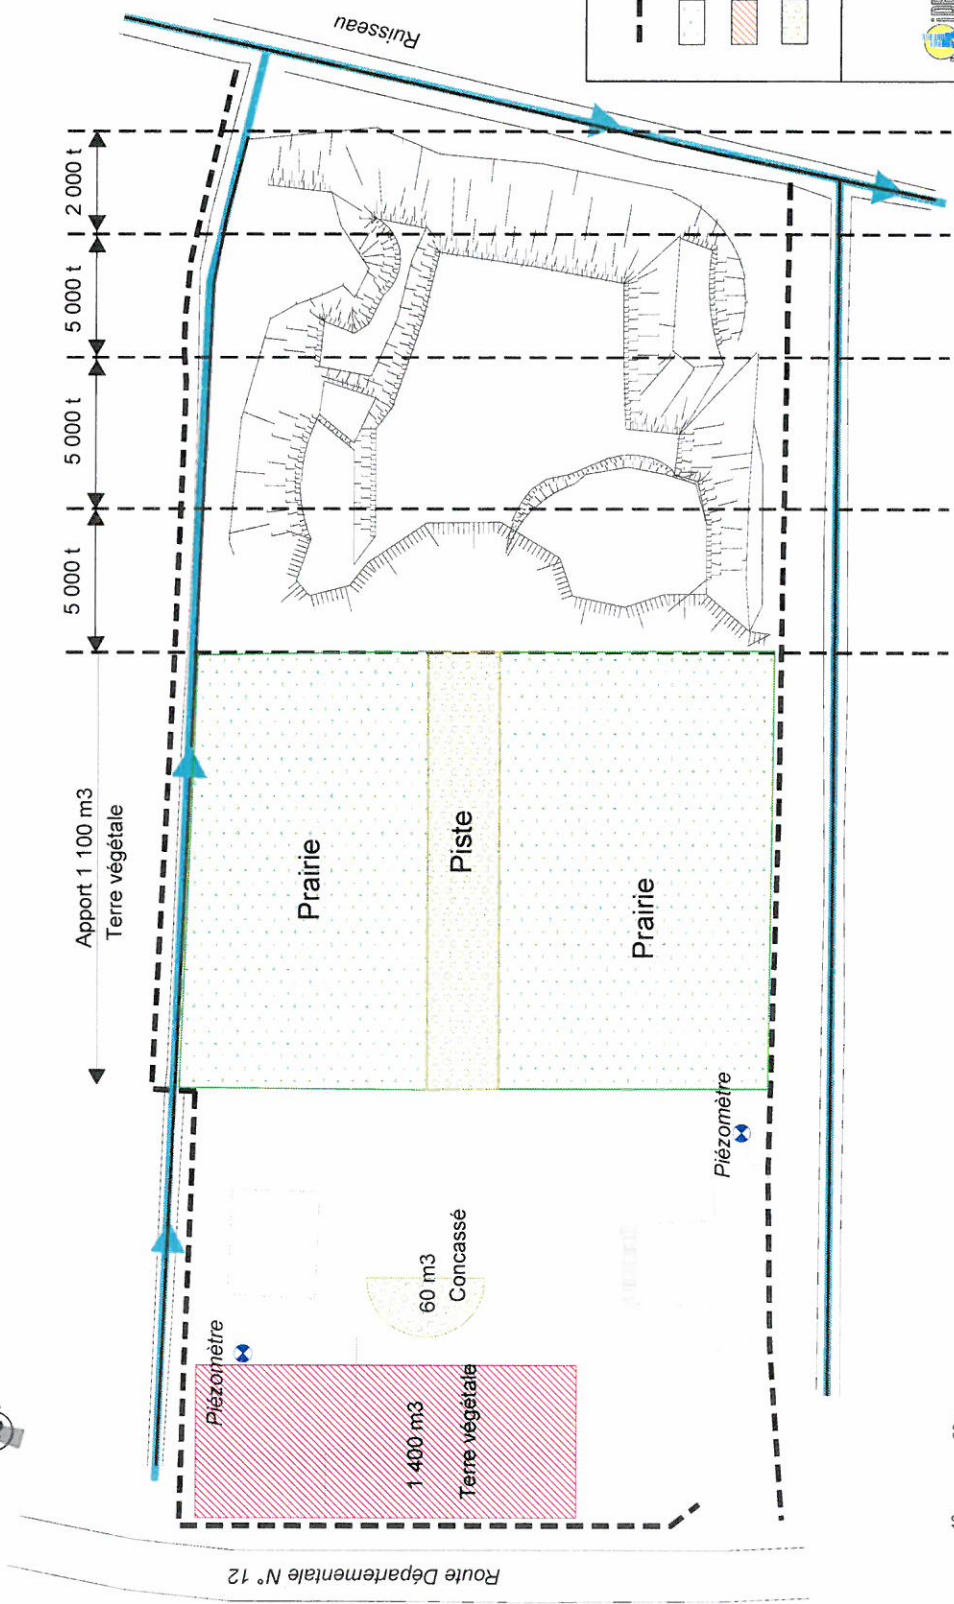 Ruisseau
2 000 t
5 000 t
5 000 t
5 000 t
Apport 1 100 m3
Terre végétale
Prairie
Piste
Prairie
Piézomètre
60 m3
Concassé
Piézomètre
1 400 m3
Terre végétale
Route Départementale N° 12